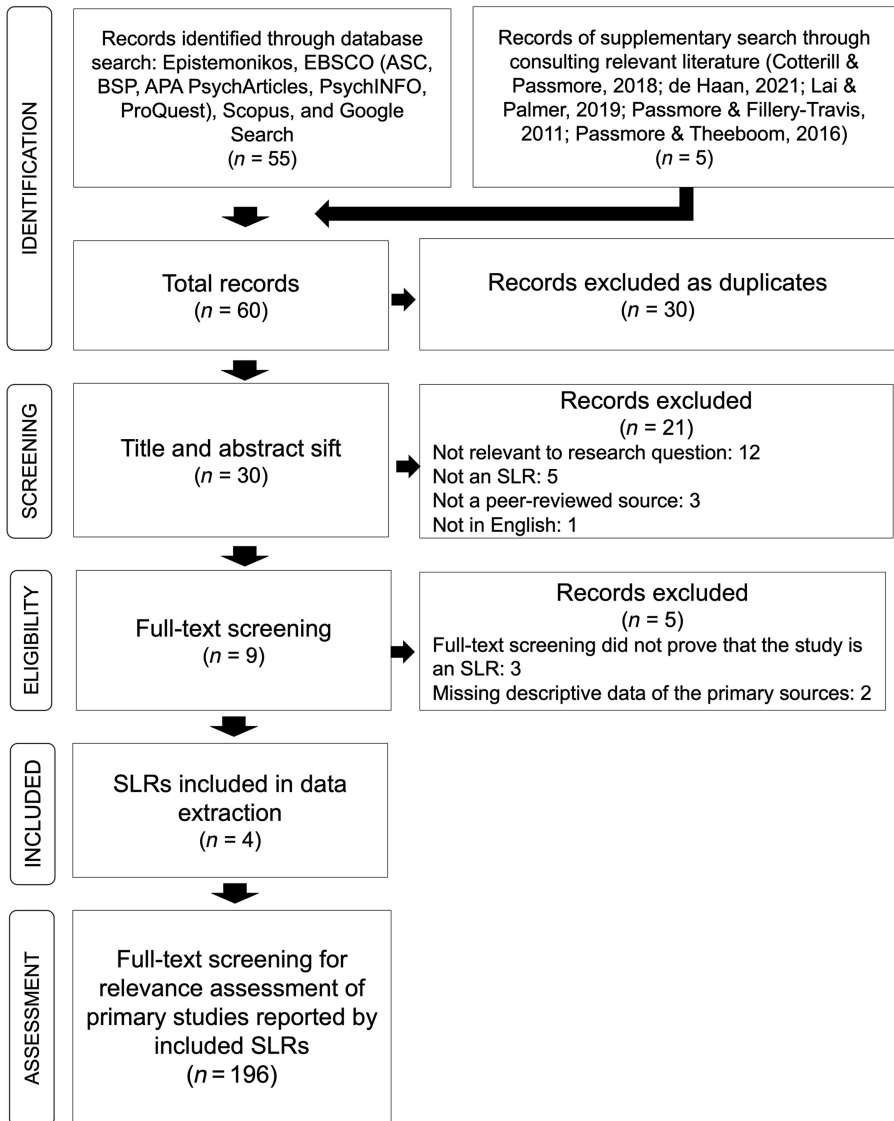 IDENTIFICATION
Records identified through database
search: Epistemonikos, EBSCO (ASC,
BSP, APA PsychArticles, PsychINFO,
ProQuest), Scopus, and Google
Search
(n = 55)
Records of supplementary search through
consulting relevant literature (Cotterill &
Passmore, 2018; de Haan, 2021; Lai &
Palmer, 2019; Passmore & Fillery-Travis,
2011; Passmore & Theeboom, 2016)
(n = 5)
Total records
(n = 60)
Records excluded as duplicates
(n = 30)
SCREENING
Title and abstract sift
(n = 30)
Records excluded
(n = 21)
Not relevant to research question: 12
Not an SLR: 5
Not a peer-reviewed source: 3
Not in English: 1
ELIGIBILITY
Full-text screening
(n = 9)
Records excluded
(n = 5)
Full-text screening did not prove that the study is
an SLR: 3
Missing descriptive data of the primary sources: 2
INCLUDED
SLRs included in data
extraction
(n = 4)
ASSESSMENT
Full-text screening for
relevance assessment of
primary studies reported by
included SLRs
(n = 196)